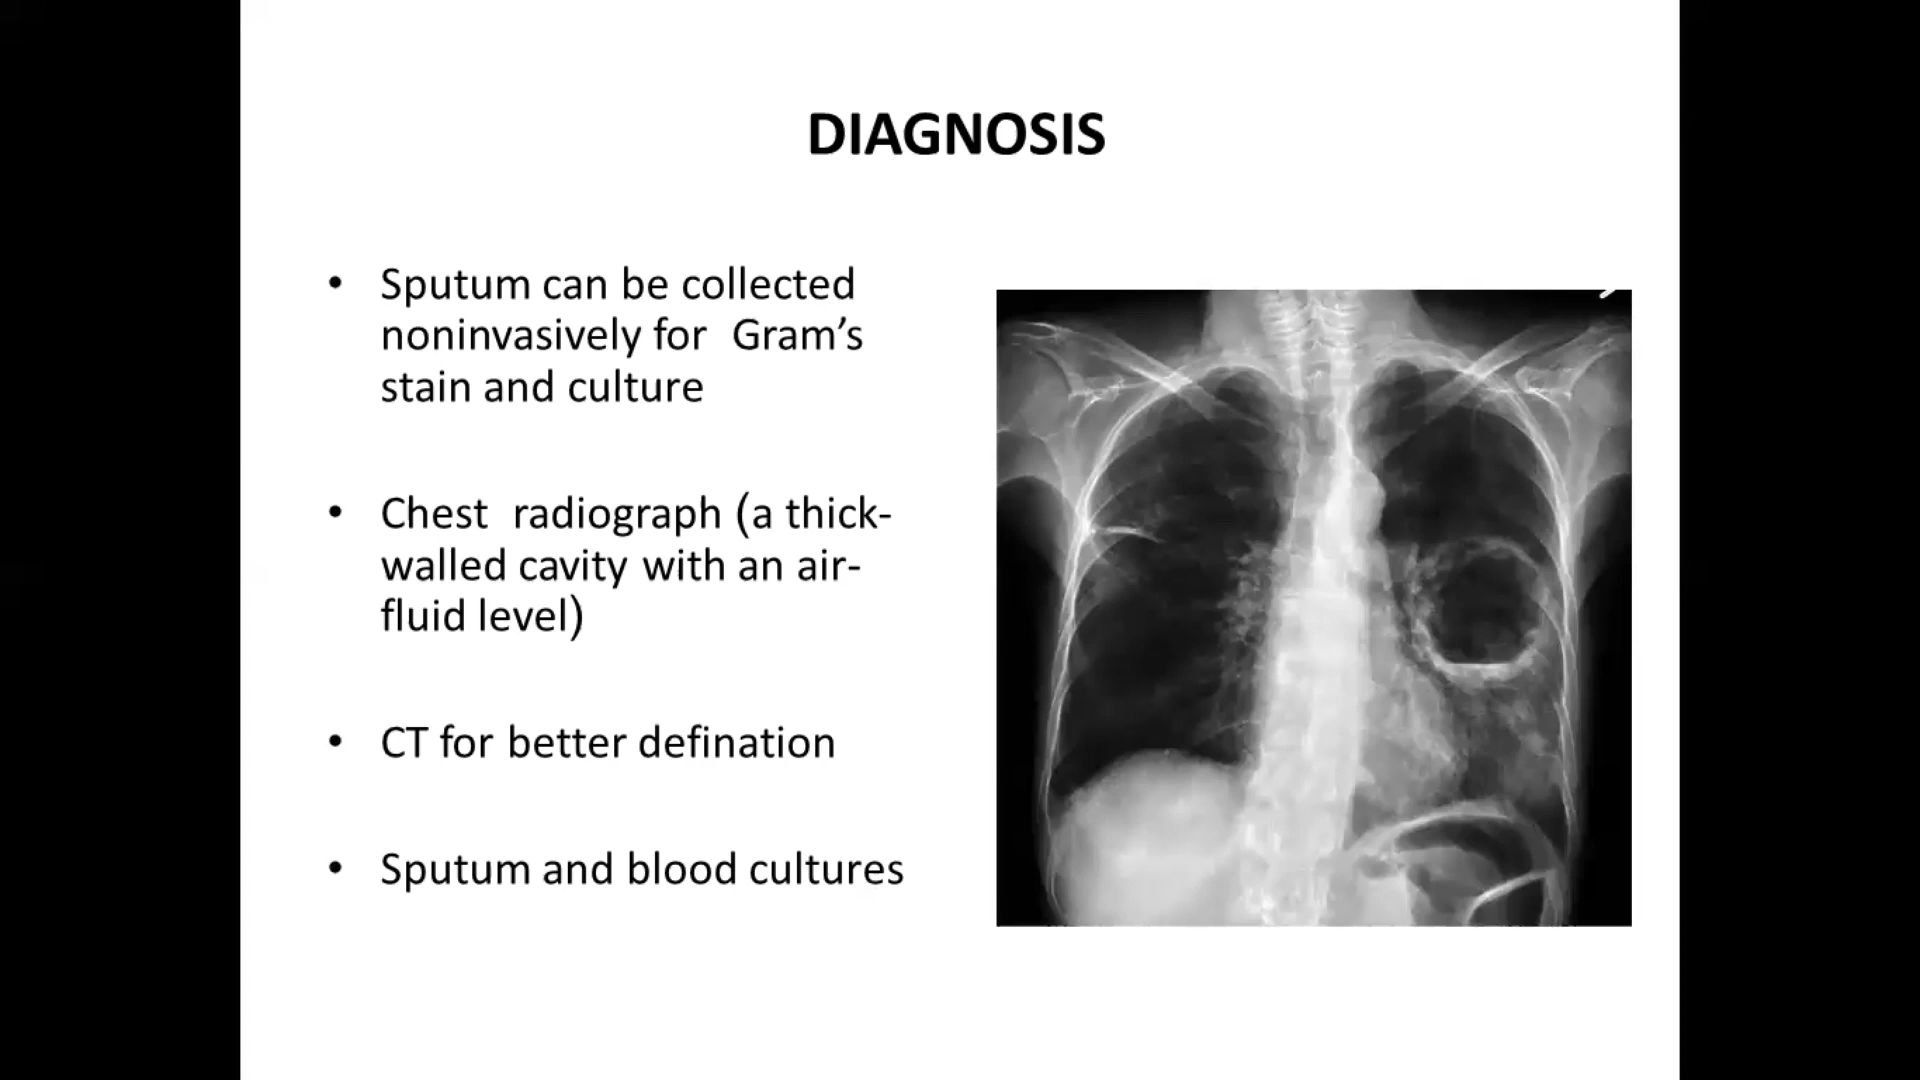 DIAGNOSIS
• Sputum can be collected
noninvasively for Gram’s
stain and culture
• Chest radiograph (a thick-
walled cavity with an air-
fluid level)
• CT for better defination
• Sputum and blood cultures